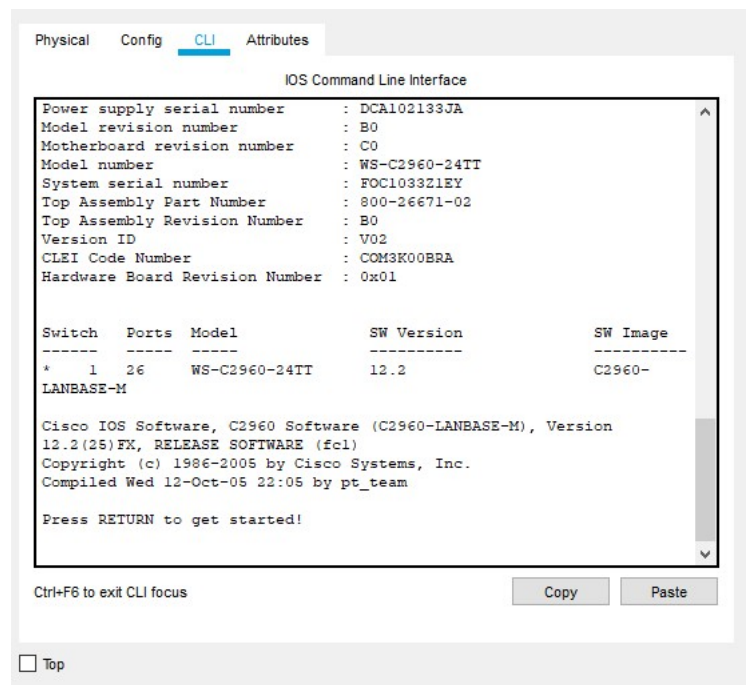 Physical Config CLI Attributes
IOS Command Line Interface
Power supply serial number : DCA102133JA
Model revision number : B0
Motherboard revision number : C0
Model number : WS-C2960-24TT
System serial number : FOC1033Z1EY
Top Assembly Part Number : 800-26671-02
Top Assembly Revision Number : B0
Version ID : V02
CLEI Code Number : COM3K00BRA
Hardware Board Revision Number : 0x01
Switch Ports Model SW Version SW Image
------ ----- ----- ---------- ----------
* 1 26 WS-C2960-24TT 12.2 C2960-
LANBASE-M
Cisco IOS Software, C2960 Software (C2960-LANBASE-M), Version
12.2(25)FX, RELEASE SOFTWARE (fc1)
Copyright (c) 1986-2005 by Cisco Systems, Inc.
Compiled Wed 12-Oct-05 22:05 by pt_team
Press RETURN to get started!
Ctrl+F6 to exit CLI focus Copy Paste
Top